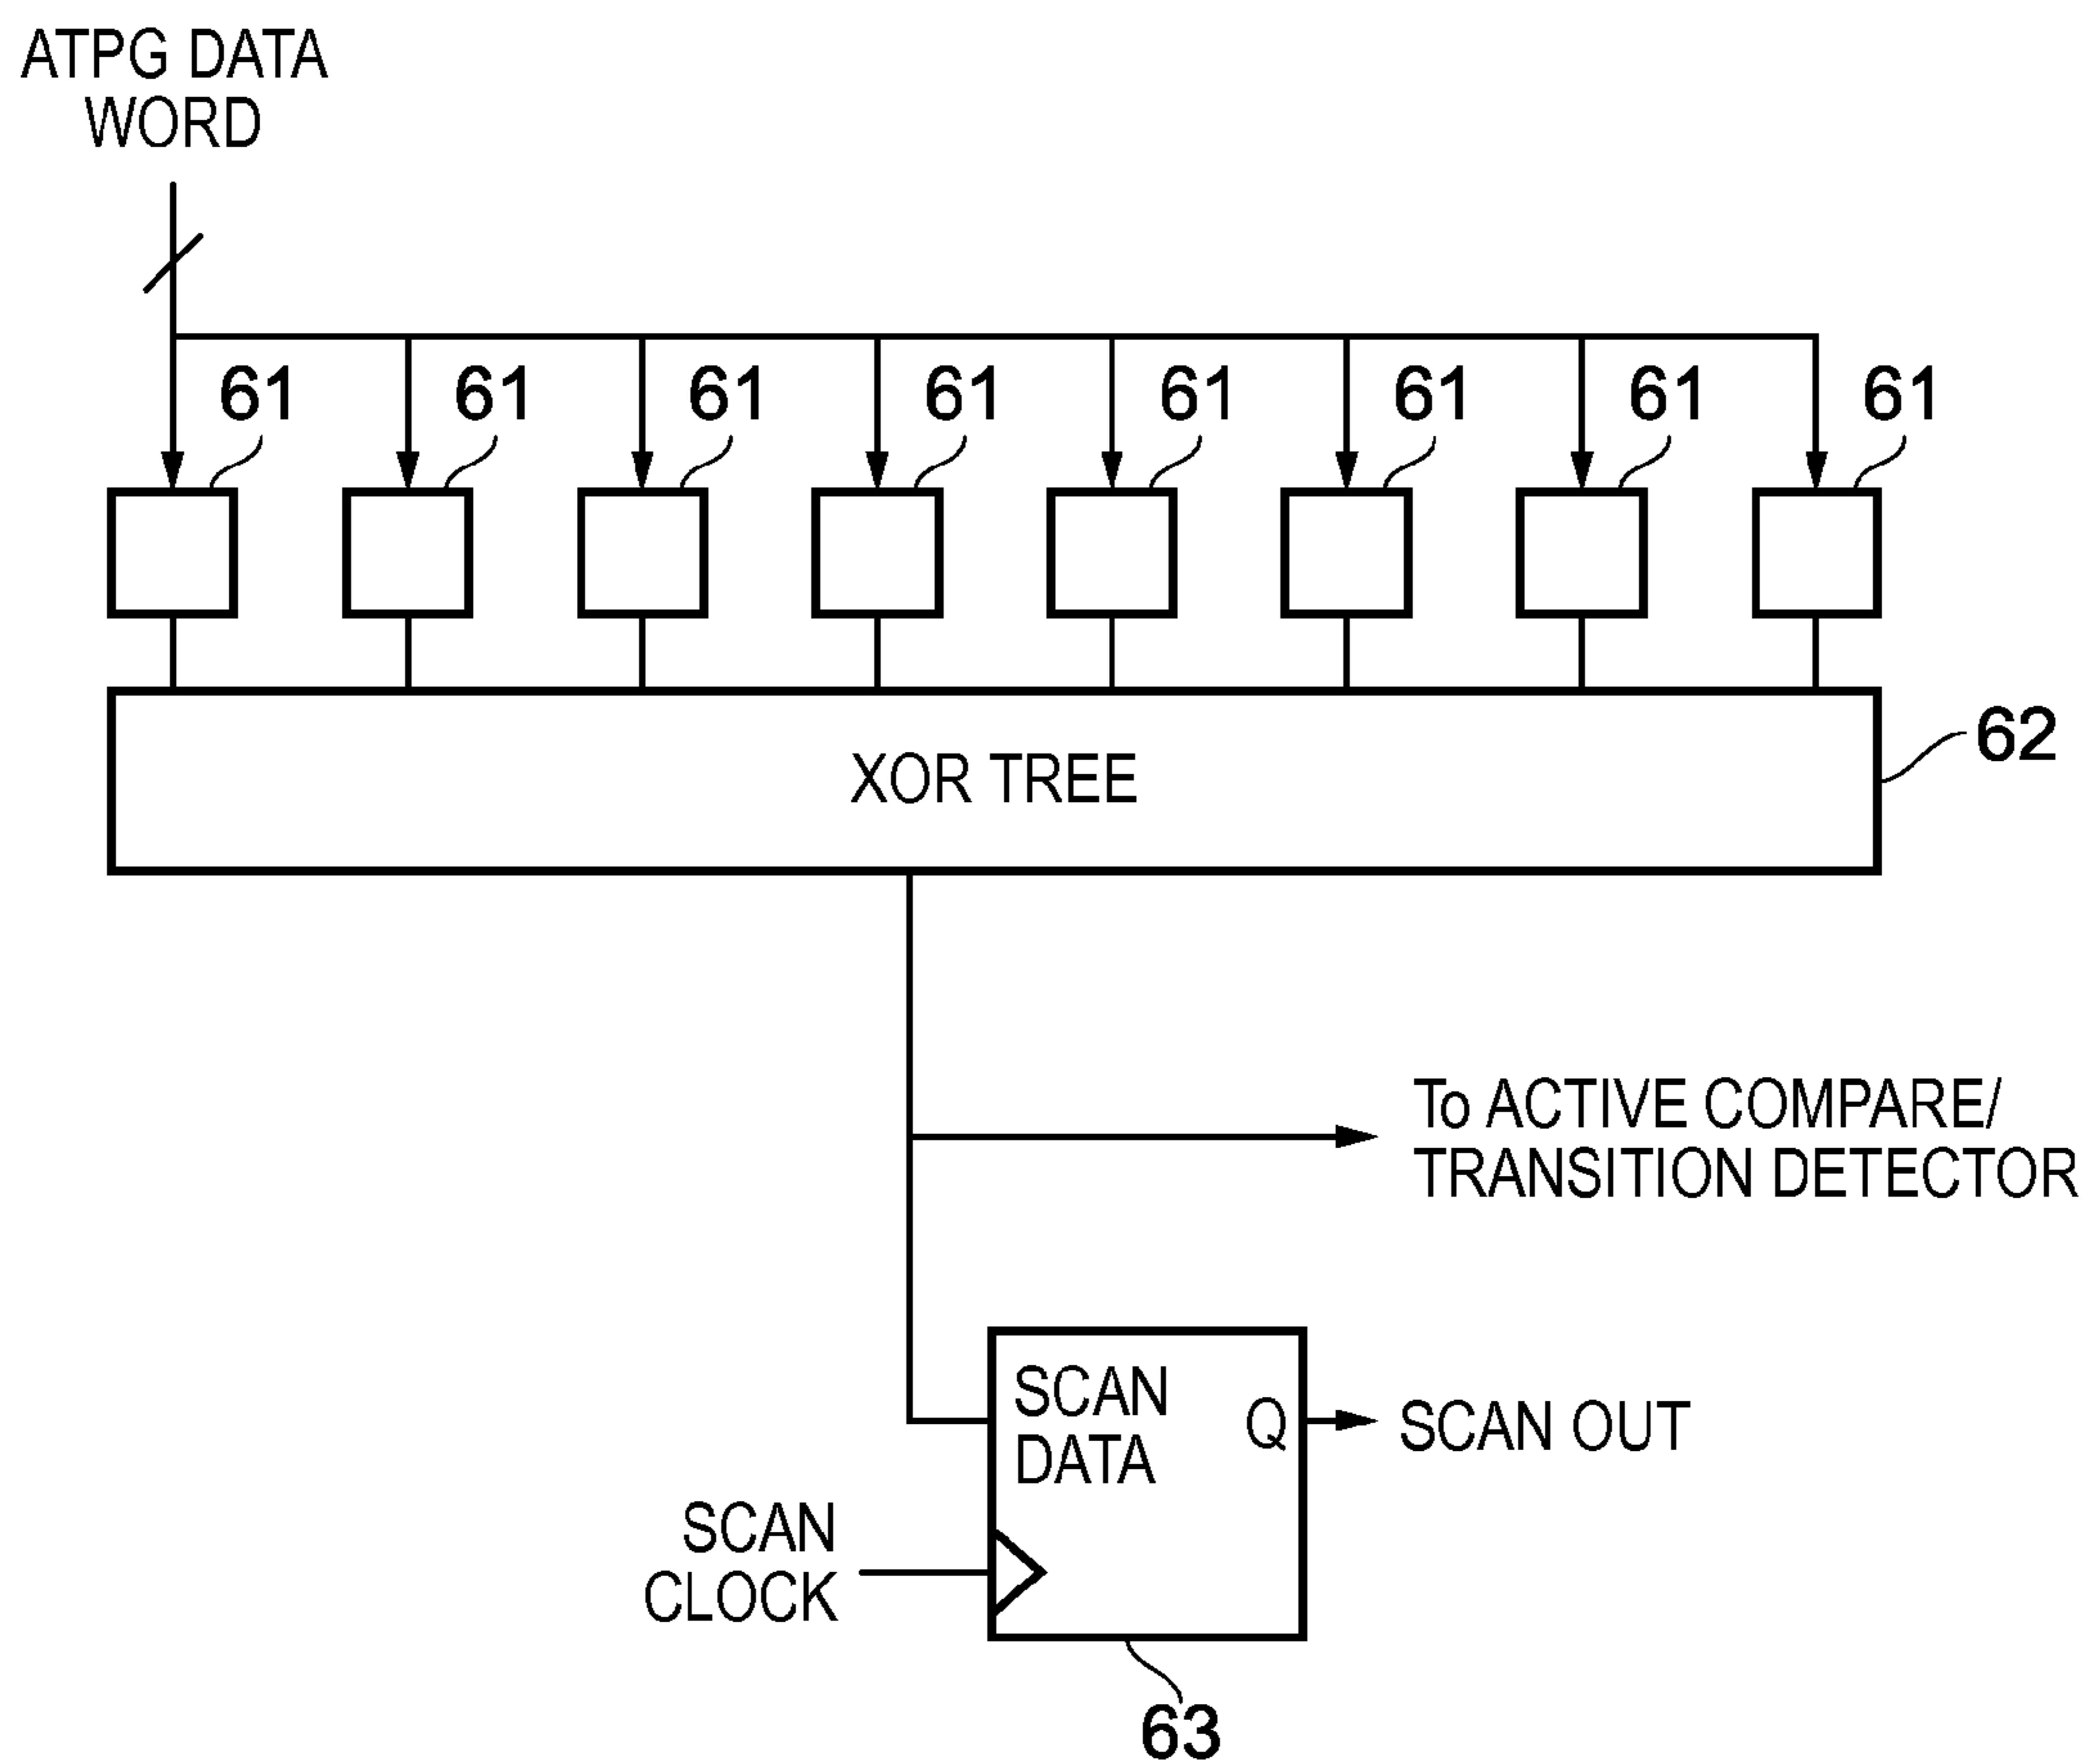 ATPG DATA
WORD
61 61 61 61 61 61 61 61
XOR TREE
62
To ACTIVE COMPARE/
TRANSITION DETECTOR
SCAN
DATA
Q
SCAN OUT
SCAN
CLOCK
63